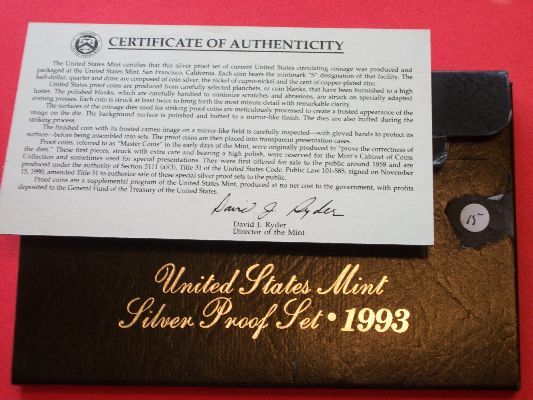 CERTIFICATE OF AUTHENTICITY
The United States Mint certifies that this silver proof set of current United States circulating coinage was produced and
packaged at the United States Mint, San Francisco, California. Each coin bears the mintmark "S" designation of that facility. The
half-dollar, quarter and dime are composed of coin silver, the nickel of cupro-nickel and the cent of copper-plated zinc.
United States proof coins are produced from carefully selected planchets, or coin blanks, that have been burnished to a high
luster. The polished blanks, which are carefully handled to minimize scratches and abrasions, are struck on specially adapted
coining presses. Each coin is struck at least twice to bring forth the most minute detail with remarkable clarity.
The surfaces of the coinage dies used for striking proof coins are meticulously processed to create a frosted appearance of the
image on the die. The background surface is polished and buffed to a mirror-like finish. The dies are also buffed during the
striking process.
The finished coin with its frosted cameo image on a mirror-like field is carefully inspected—with gloved hands to protect its
surface—before being assembled into sets. The proof coins are then placed into transparent presentation cases.
Proof coins, referred to as "Master Coins" in the early days of the Mint, were originally produced to "prove the correctness of
the dies." These first pieces, struck with extra care and bearing a high polish, were reserved for the Mint's Cabinet of Coins
Collection and sometimes used for special presentations. They were first offered for sale to the public around 1858 and are
produced under the authority of Section 5111 (a)(3), Title 31 of the United States Code. Public Law 101-585, signed on November
15, 1990, amended Title 31 to authorize sale of these special silver proof sets to the public.
Proof coins are a supplemental program of the United States Mint, produced at no net cost to the government, with profits
deposited to the General Fund of the Treasury of the United States.
David J. Ryder
David J. Ryder
Director of the Mint
15
United States Mint
Silver Proof Set • 1993